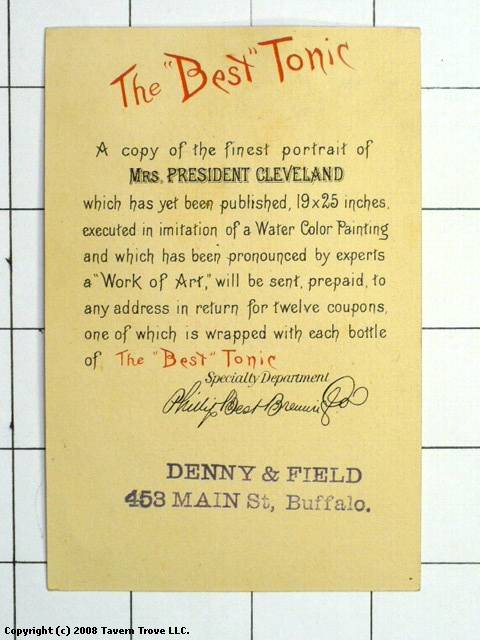 The "Best" Tonic
A copy of the finest portrait of
MRS. PRESIDENT CLEVELAND
which has yet been published, 19x25 inches,
executed in imitation of a Water Color Painting
and which has been pronounced by experts
a "Work of Art," will be sent, prepaid, to
any address in return for twelve coupons,
one of which is wrapped with each bottle
of The "Best" Tonic
Specialty Department
Phillip Best Brewing Co
DENNY & FIELD
453 MAIN St, Buffalo.
Copyright (c) 2008 Tavern Trove LLC.